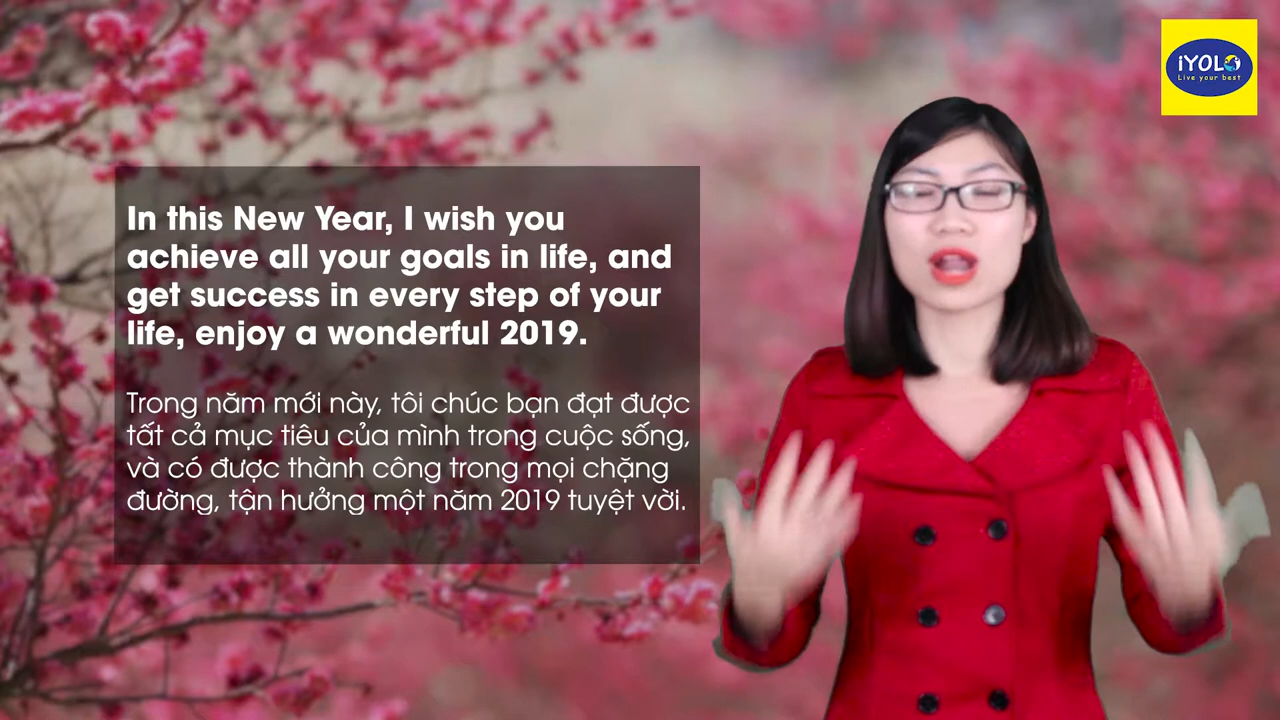 iYOLO
Live your best
In this New Year, I wish you
achieve all your goals in life, and
get success in every step of your
life, enjoy a wonderful 2019.
Trong năm mới này, tôi chúc bạn đạt được
tất cả mục tiêu của mình trong cuộc sống,
và có được thành công trong mọi chặng
đường, tận hưởng một năm 2019 tuyệt vời.